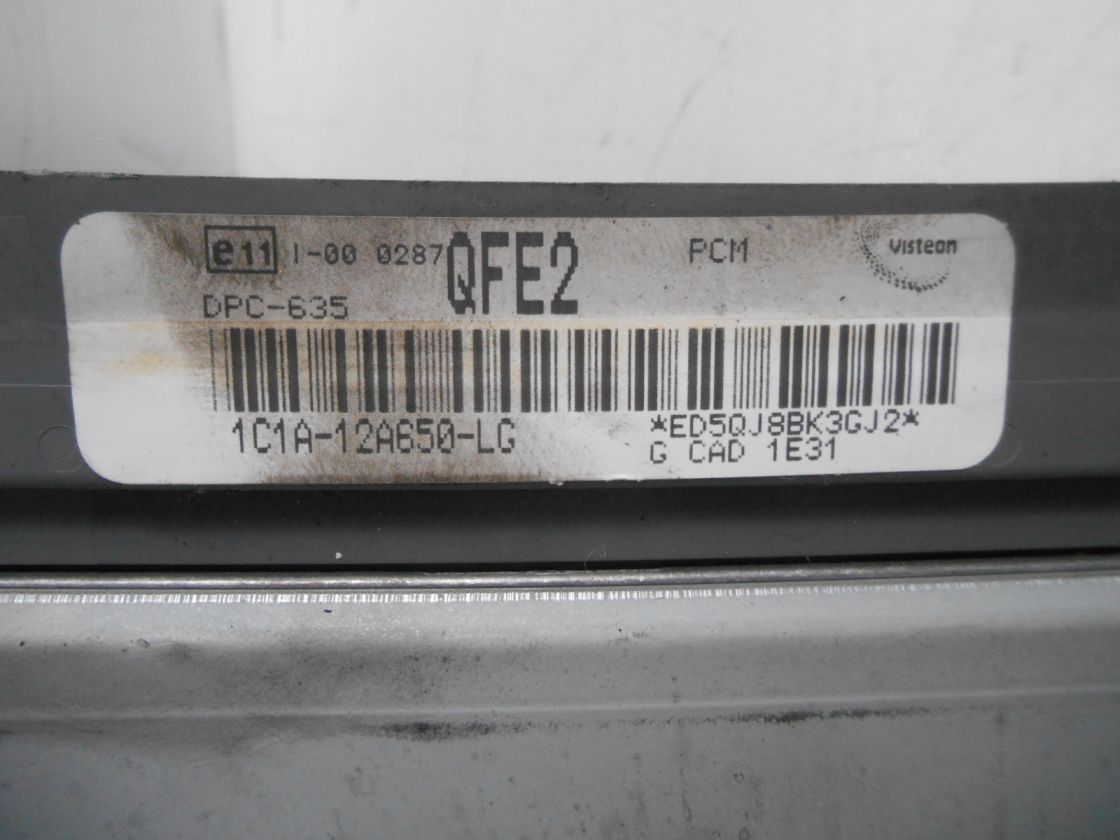 e11 I-00 0287 QFE2 PCM Visteon
DPC-635
1C1A-12A650-LG *ED5QJ8BK3GJ2*
G CAD 1E31